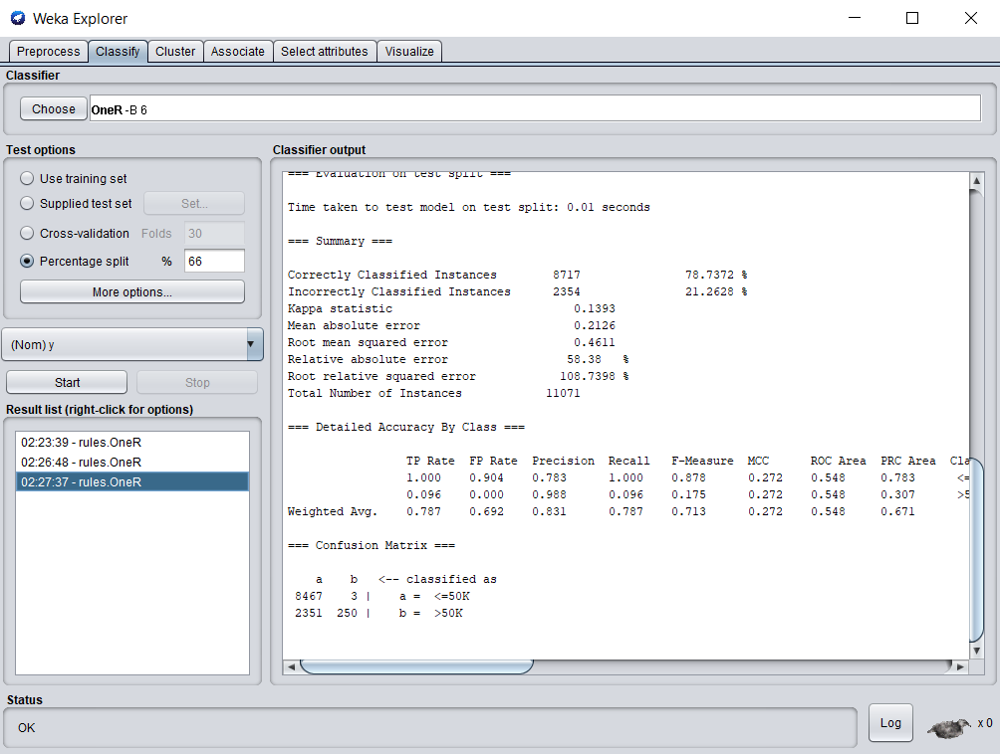 Weka Explorer
Preprocess Classify Cluster Associate Select attributes Visualize
Classifier
Choose OneR -B 6
Test options
Use training set
Supplied test set Set...
Cross-validation Folds 30
Percentage split % 66
More options...
(Nom) y
Start Stop
Result list (right-click for options)
02:23:39 - rules.OneR
02:26:48 - rules.OneR
02:27:37 - rules.OneR
Classifier output
=== Evaluation on test split ===
Time taken to test model on test split: 0.01 seconds
=== Summary ===
Correctly Classified Instances 8717 78.7372 %
Incorrectly Classified Instances 2354 21.2628 %
Kappa statistic 0.1393
Mean absolute error 0.2126
Root mean squared error 0.4611
Relative absolute error 58.38 %
Root relative squared error 108.7398 %
Total Number of Instances 11071
=== Detailed Accuracy By Class ===
TP Rate FP Rate Precision Recall F-Measure MCC ROC Area PRC Area Cla
1.000 0.904 0.783 1.000 0.878 0.272 0.548 0.783 <=
0.096 0.000 0.988 0.096 0.175 0.272 0.548 0.307 >5
Weighted Avg. 0.787 0.692 0.831 0.787 0.713 0.272 0.548 0.671
=== Confusion Matrix ===
a b <-- classified as
8467 3 | a = <=50K
2351 250 | b = >50K
Status
OK
Log
x 0